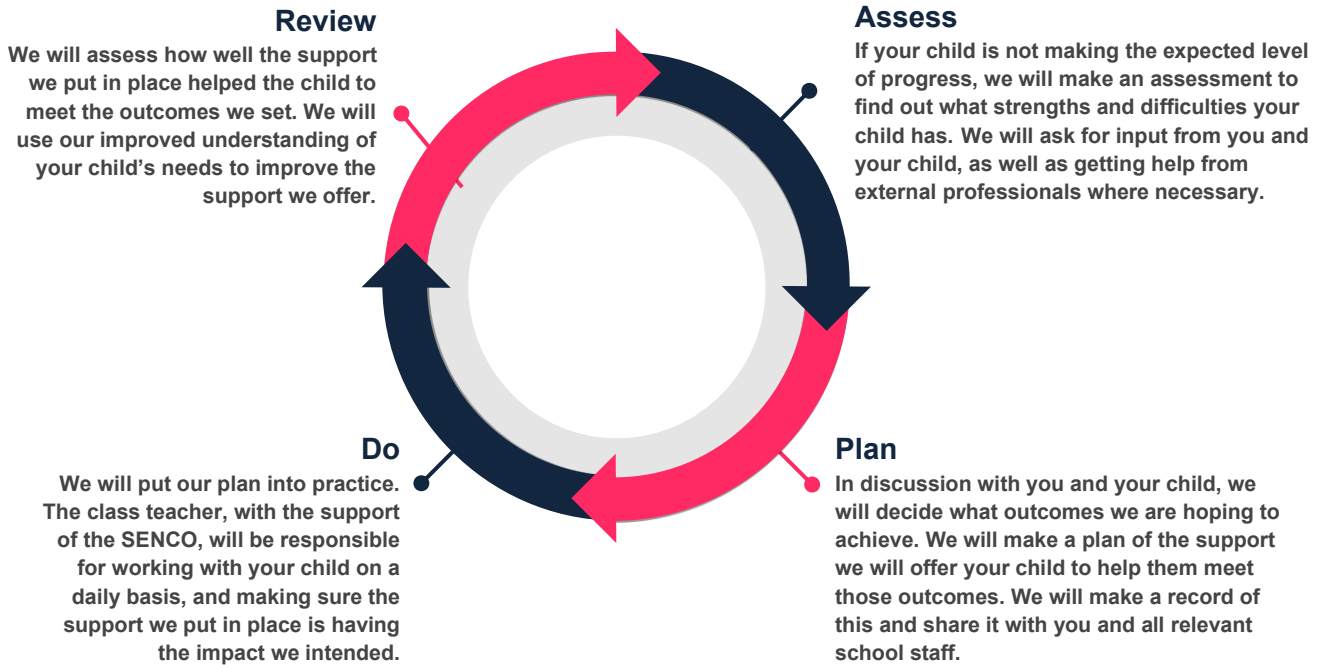 Review
We will assess how well the support
we put in place helped the child to
meet the outcomes we set. We will
use our improved understanding of
your child’s needs to improve the
support we offer.
Assess
If your child is not making the expected level
of progress, we will make an assessment to
find out what strengths and difficulties your
child has. We will ask for input from you and
your child, as well as getting help from
external professionals where necessary.
Do
We will put our plan into practice.
The class teacher, with the support
of the SENCO, will be responsible
for working with your child on a
daily basis, and making sure the
support we put in place is having
the impact we intended.
Plan
In discussion with you and your child, we
will decide what outcomes we are hoping to
achieve. We will make a plan of the support
we will offer your child to help them meet
those outcomes. We will make a record of
this and share it with you and all relevant
school staff.